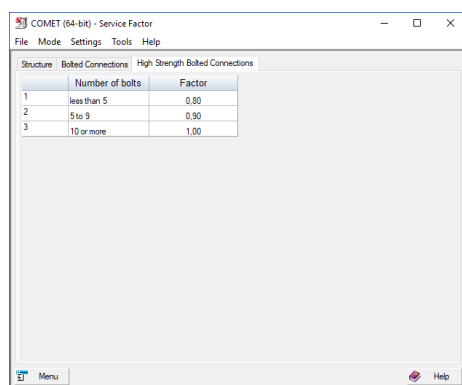 COMET (64-bit) - Service Factor
File Mode Settings Tools Help
Structure Bolted Connections High Strength Bolted Connections
Number of bolts Factor
1 less than 5 0,80
2 5 to 9 0,90
3 10 or more 1,00
Menu Help